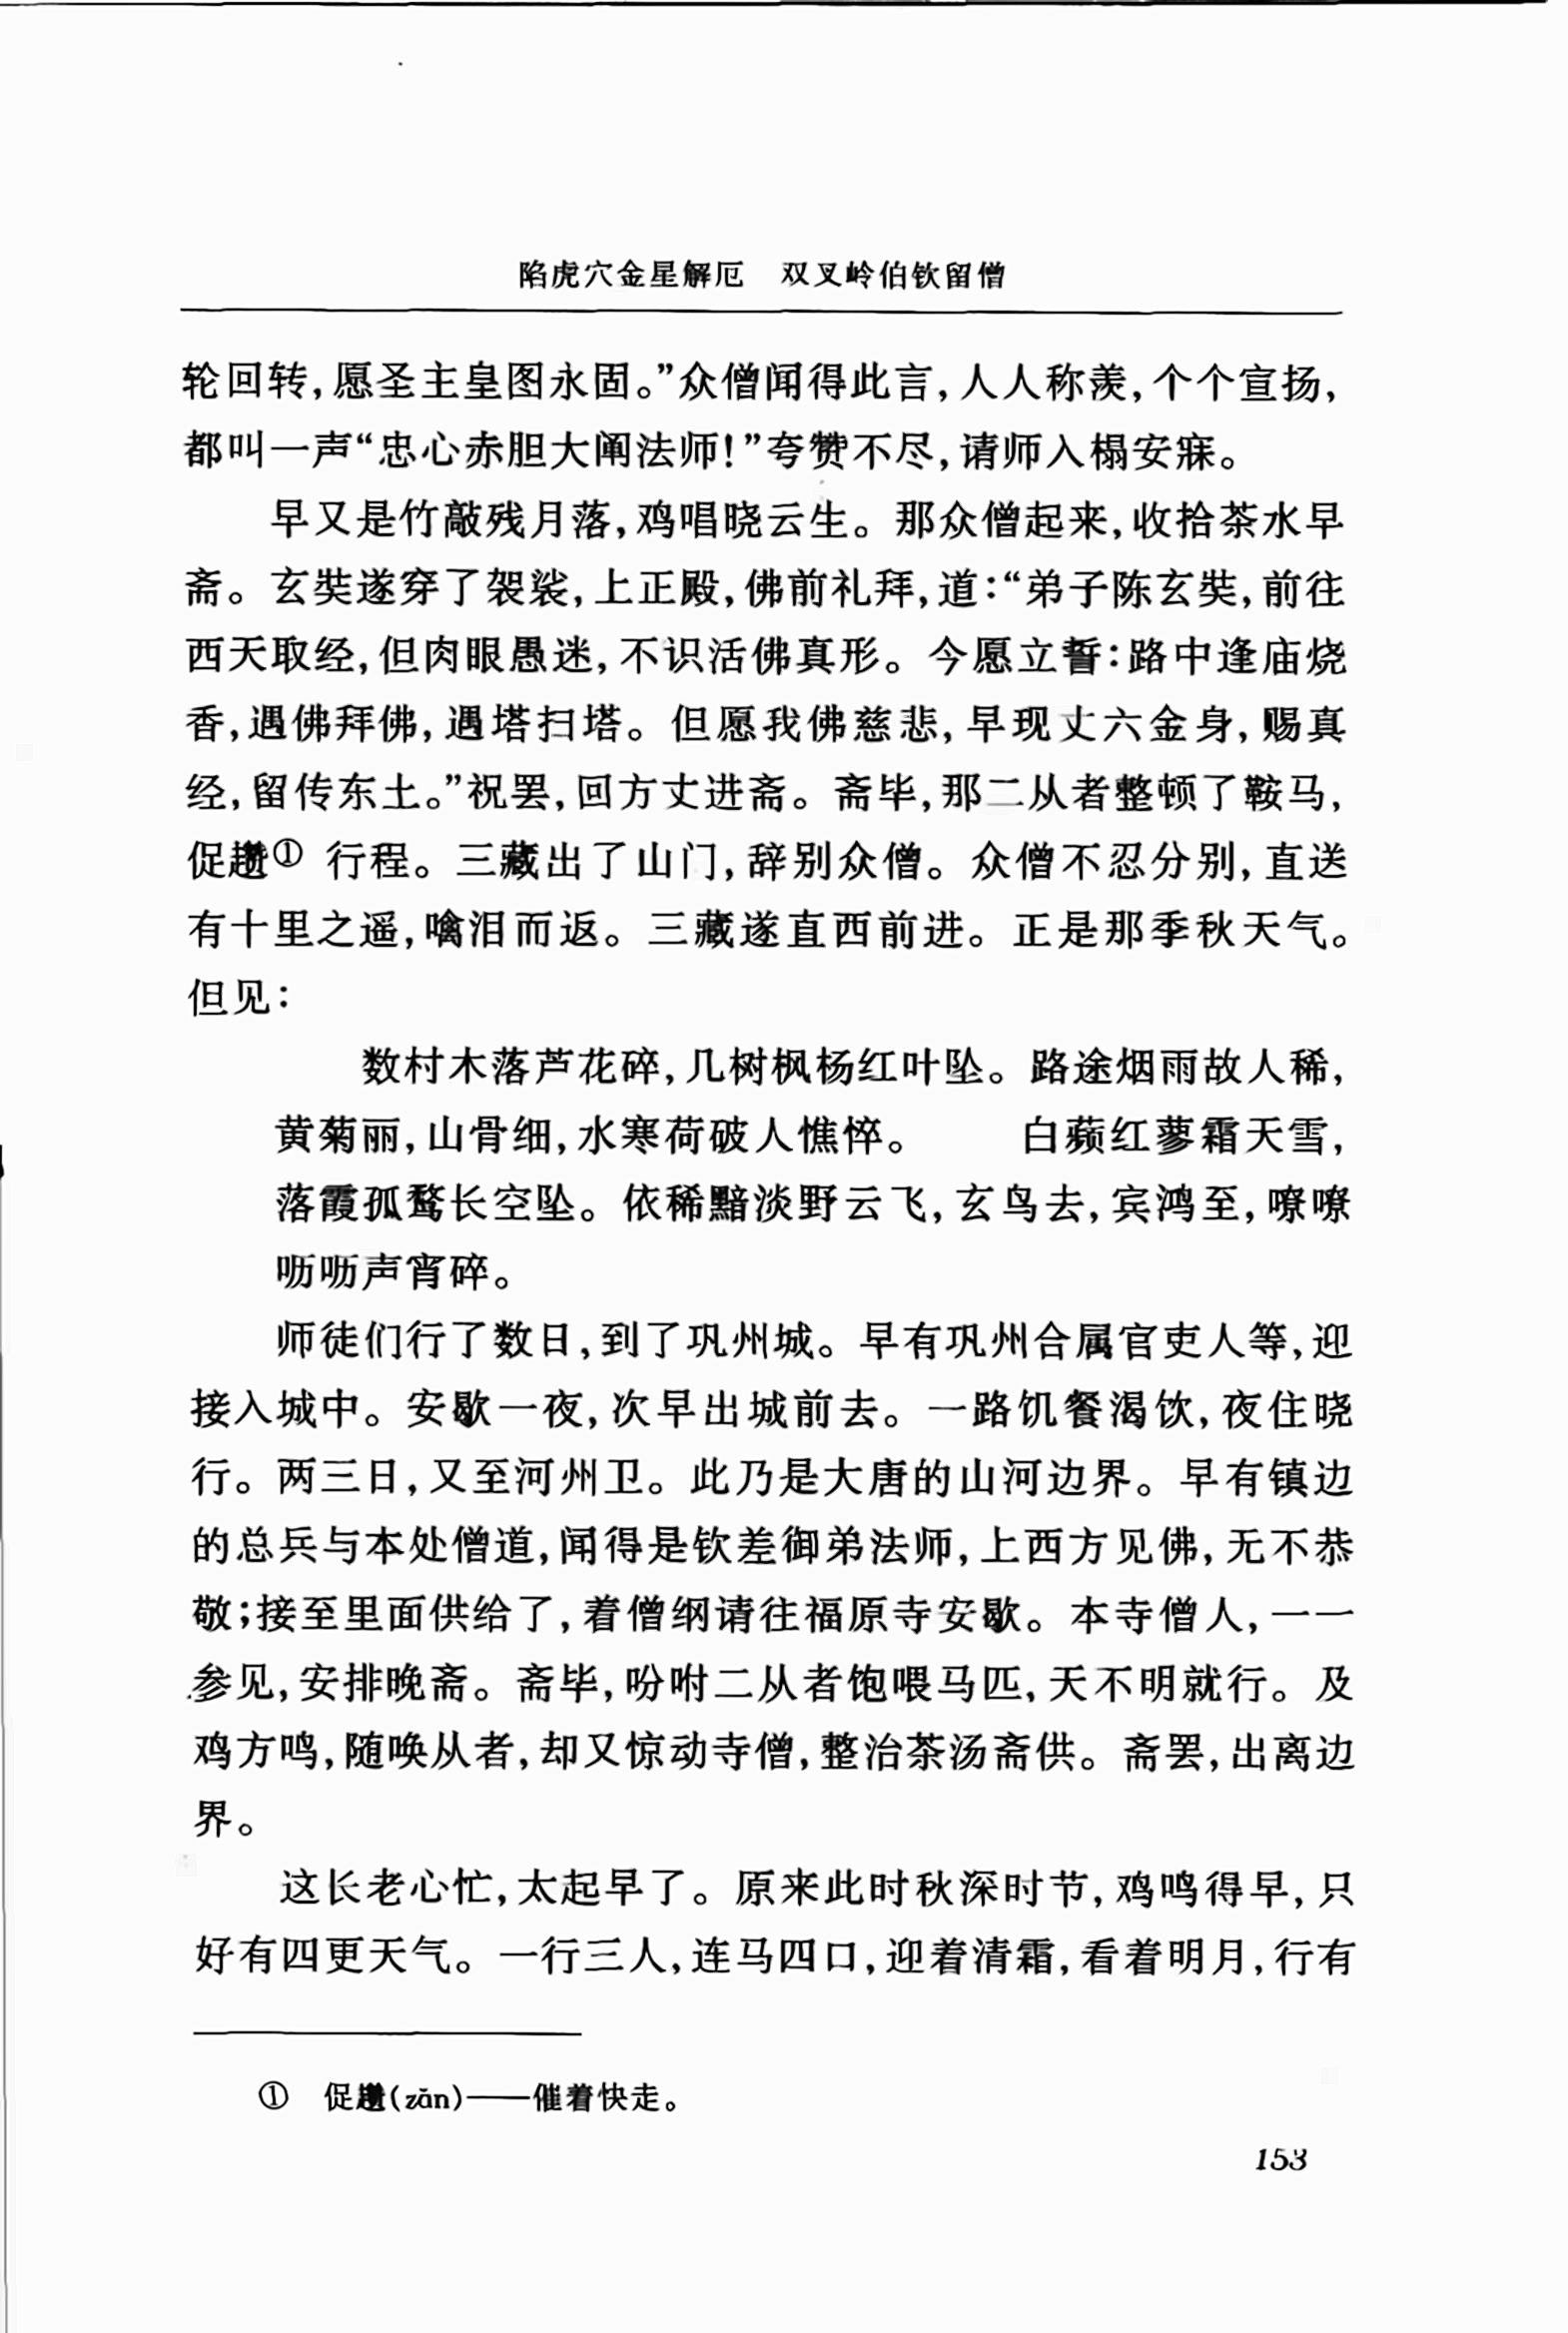 陷虎穴金星解厄　双叉岭伯钦留僧
轮回转，愿圣主皇图永固。”众僧闻得此言，人人称羡，个个宣扬，
都叫一声“忠心赤胆大阐法师！”夸赞不尽，请师入榻安寐。
早又是竹敲残月落，鸡唱晓云生。那众僧起来，收拾茶水早
斋。玄奘遂穿了袈裟，上正殿，佛前礼拜，道：“弟子陈玄奘，前往
西天取经，但肉眼愚迷，不识活佛真形。今愿立誓：路中逢庙烧
香，遇佛拜佛，遇塔扫塔。但愿我佛慈悲，早现丈六金身，赐真
经，留传东土。”祝罢，回方丈进斋。斋毕，那二从者整顿了鞍马，
促趱① 行程。三藏出了山门，辞别众僧。众僧不忍分别，直送
有十里之遥，噙泪而返。三藏遂直西前进。正是那季秋天气。
但见：
数村木落芦花碎，几树枫杨红叶坠。路途烟雨故人稀，
黄菊丽，山骨细，水寒荷破人憔悴。　　白蘋红蓼霜天雪，
落霞孤鹜长空坠。依稀黯淡野云飞，玄鸟去，宾鸿至，嘹嘹
呖呖声宵碎。
师徒们行了数日，到了巩州城。早有巩州合属官吏人等，迎
接入城中。安歇一夜，次早出城前去。一路饥餐渴饮，夜住晓
行。两三日，又至河州卫。此乃是大唐的山河边界。早有镇边
的总兵与本处僧道，闻得是钦差御弟法师，上西方见佛，无不恭
敬；接至里面供给了，着僧纲请往福原寺安歇。本寺僧人，一一
参见，安排晚斋。斋毕，吩咐二从者饱喂马匹，天不明就行。及
鸡方鸣，随唤从者，却又惊动寺僧，整治茶汤斋供。斋罢，出离边
界。
这长老心忙，太起早了。原来此时秋深时节，鸡鸣得早，只
好有四更天气。一行三人，连马四口，迎着清霜，看着明月，行有
①　促趱(zǎn)——催着快走。
153